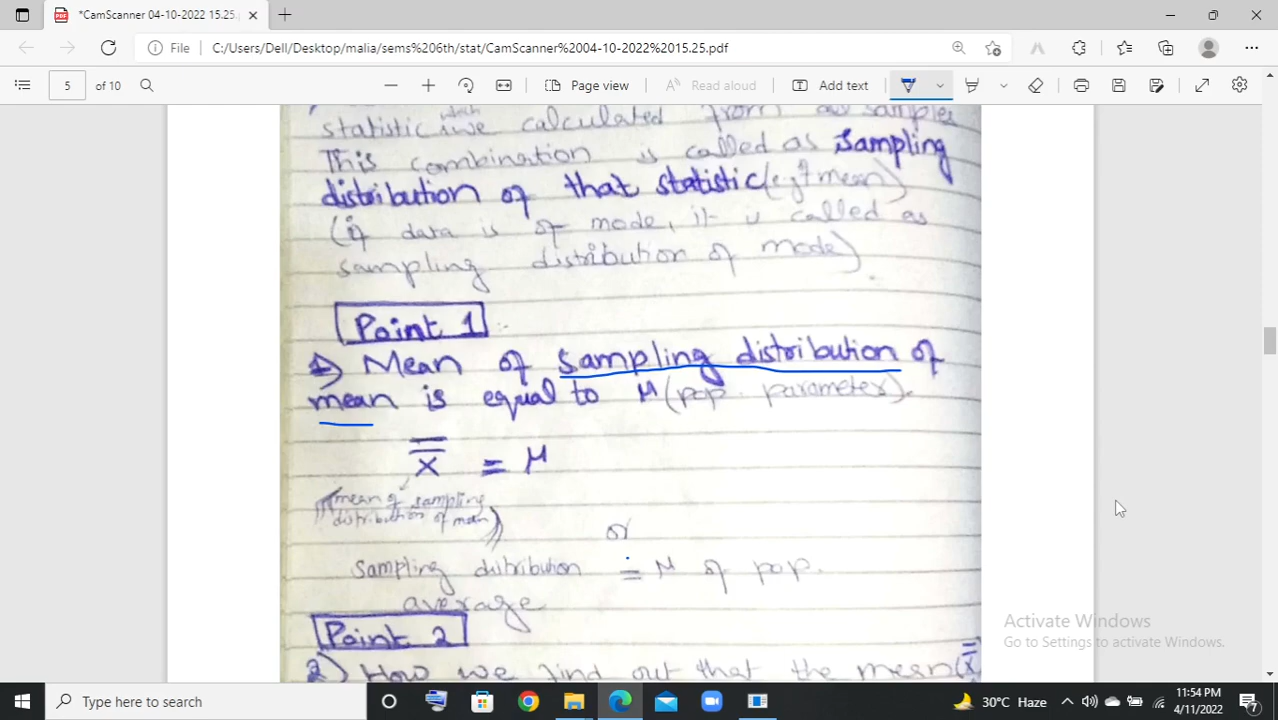 *CamScanner 04-10-2022 15.25.
File
C:/Users/Dell/Desktop/malia/sems%206th/stat/CamScanner%2004-10-2022%2015.25.pdf
5 of 10
Page view
Read aloud
Add text
statistic which we calculated from all samples
This combination is called as Sampling
distribution of that statistic (eg mean)
(if data is of mode, it is called as
sampling distribution of mode)
Point 1
Mean of sampling distribution of
mean is equal to μ (pop. parameter).
x̿ = μ
(mean of sampling
distribution of mean)
or
Sampling distribution = μ of pop.
average
Point 2
2) How we find out that the mean (x̿
Activate Windows
Go to Settings to activate Windows.
Type here to search
30°C Haze
11:54 PM
4/11/2022
7